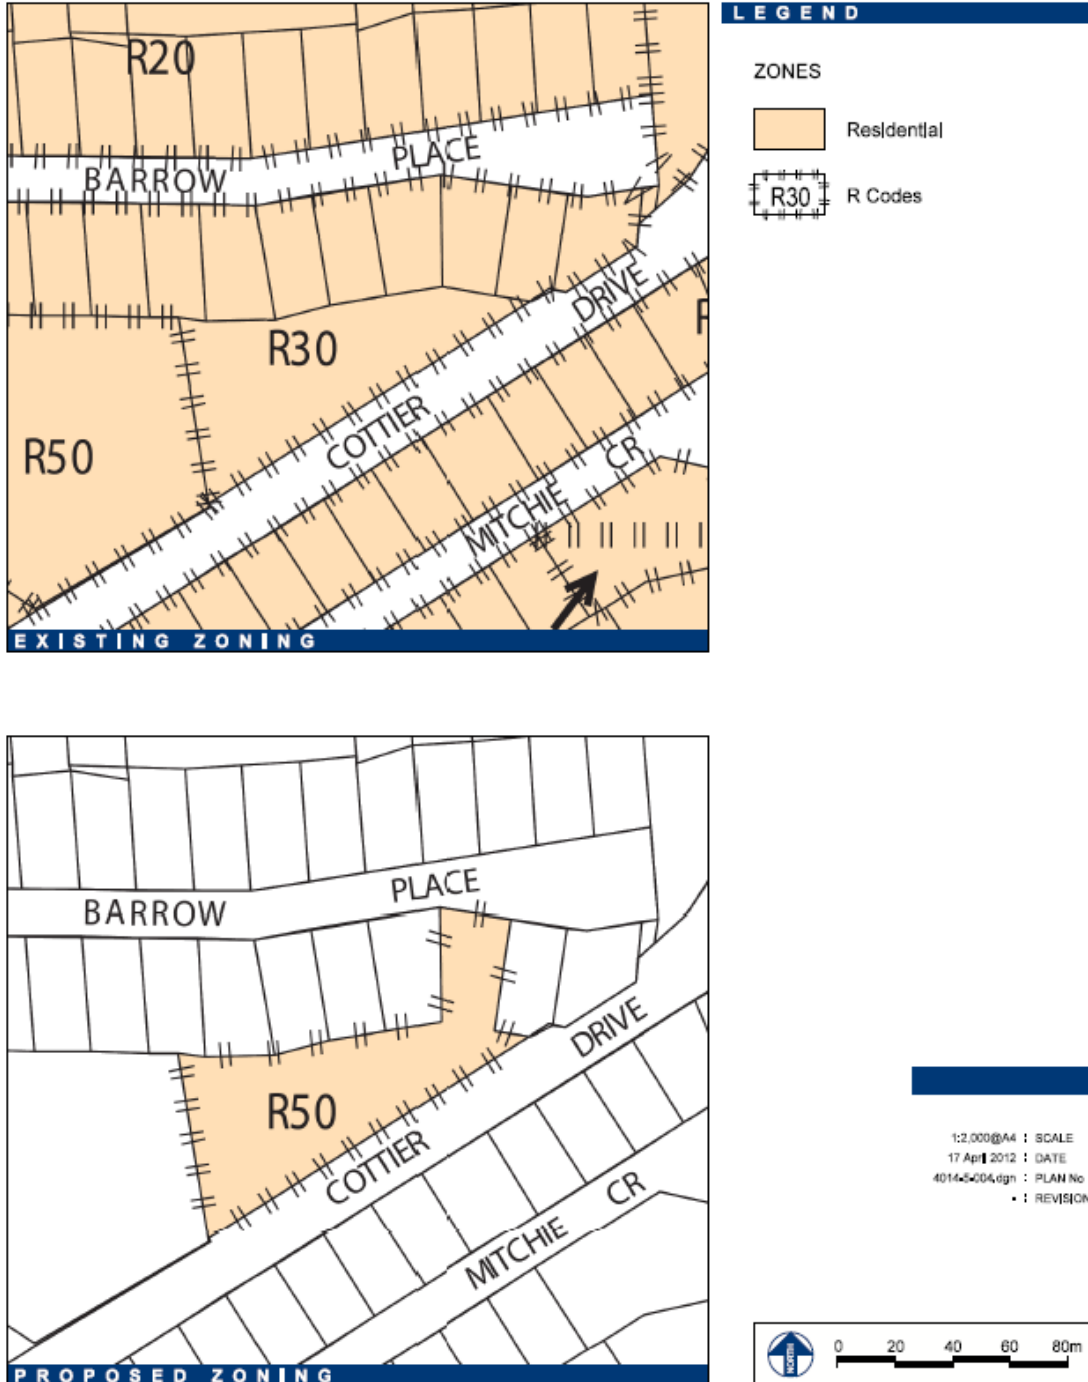 LEGEND
ZONES
Residential
R30
R Codes
R20
BARROW PLACE
R30
R50
COTTIER DRIVE
MITCHIE CR
EXISTING ZONING
BARROW PLACE
R50
COTTIER DRIVE
MITCHIE CR
PROPOSED ZONING
1:2,000@A4 : SCALE
17 April 2012 : DATE
4014-5-004.dgn : PLAN No
- : REVISION
NORTH
0 20 40 60 80m